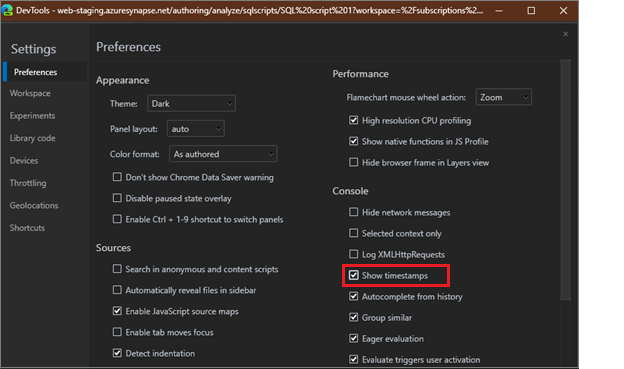 DevTools - web-staging.azuresynapse.net/authoring/analyze/sqlscripts/SQL%20script%201?workspace=%2Fsubscriptions%2...
Settings
Preferences
Workspace
Experiments
Library code
Devices
Throttling
Geolocations
Shortcuts
Preferences
Appearance
Theme: Dark
Panel layout: auto
Color format: As authored
Don't show Chrome Data Saver warning
Disable paused state overlay
Enable Ctrl + 1-9 shortcut to switch panels
Sources
Search in anonymous and content scripts
Automatically reveal files in sidebar
Enable JavaScript source maps
Enable tab moves focus
Detect indentation
Performance
Flamechart mouse wheel action: Zoom
High resolution CPU profiling
Show native functions in JS Profile
Hide browser frame in Layers view
Console
Hide network messages
Selected context only
Log XMLHttpRequests
Show timestamps
Autocomplete from history
Group similar
Eager evaluation
Evaluate triggers user activation